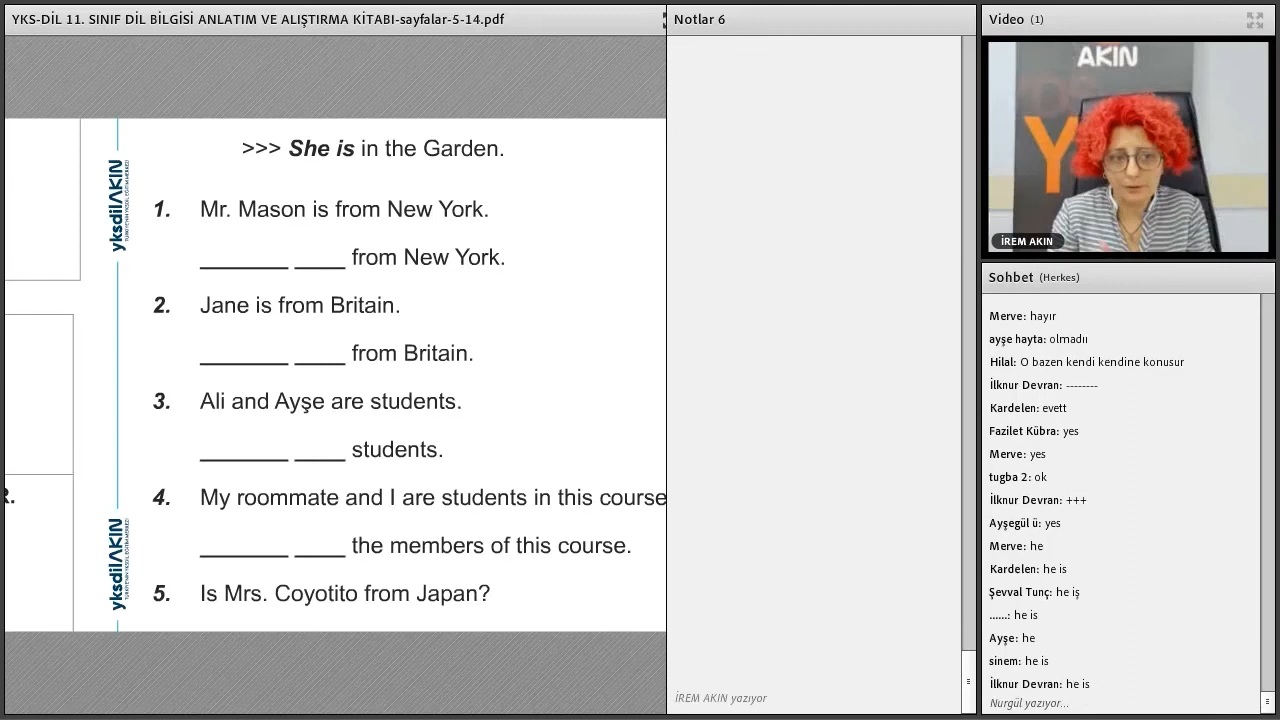 YKS-DİL 11. SINIF DİL BİLGİSİ ANLATIM VE ALIŞTIRMA KİTABI-sayfalar-5-14.pdf
>>> She is in the Garden.
1. Mr. Mason is from New York.
________ ____ from New York.
2. Jane is from Britain.
________ ____ from Britain.
3. Ali and Ayşe are students.
________ ____ students.
4. My roommate and I are students in this course
________ ____ the members of this course.
5. Is Mrs. Coyotito from Japan?
R.
yksdilAKIN
yksdilAKIN
Notlar 6
İREM AKIN yazıyor
Video (1)
AKIN
Y
İREM AKIN
Sohbet (Herkes)
Merve: hayır
ayşe hayta: olmadıı
Hilal: O bazen kendi kendine konusur
İlknur Devran: --------
Kardelen: evett
Fazilet Kübra: yes
Merve: yes
tugba 2: ok
İlknur Devran: +++
Ayşegül ü: yes
Merve: he
Kardelen: he is
Şevval Tunç: he iş
......: he is
Ayşe: he
sinem: he is
İlknur Devran: he is
Nurgül yazıyor...